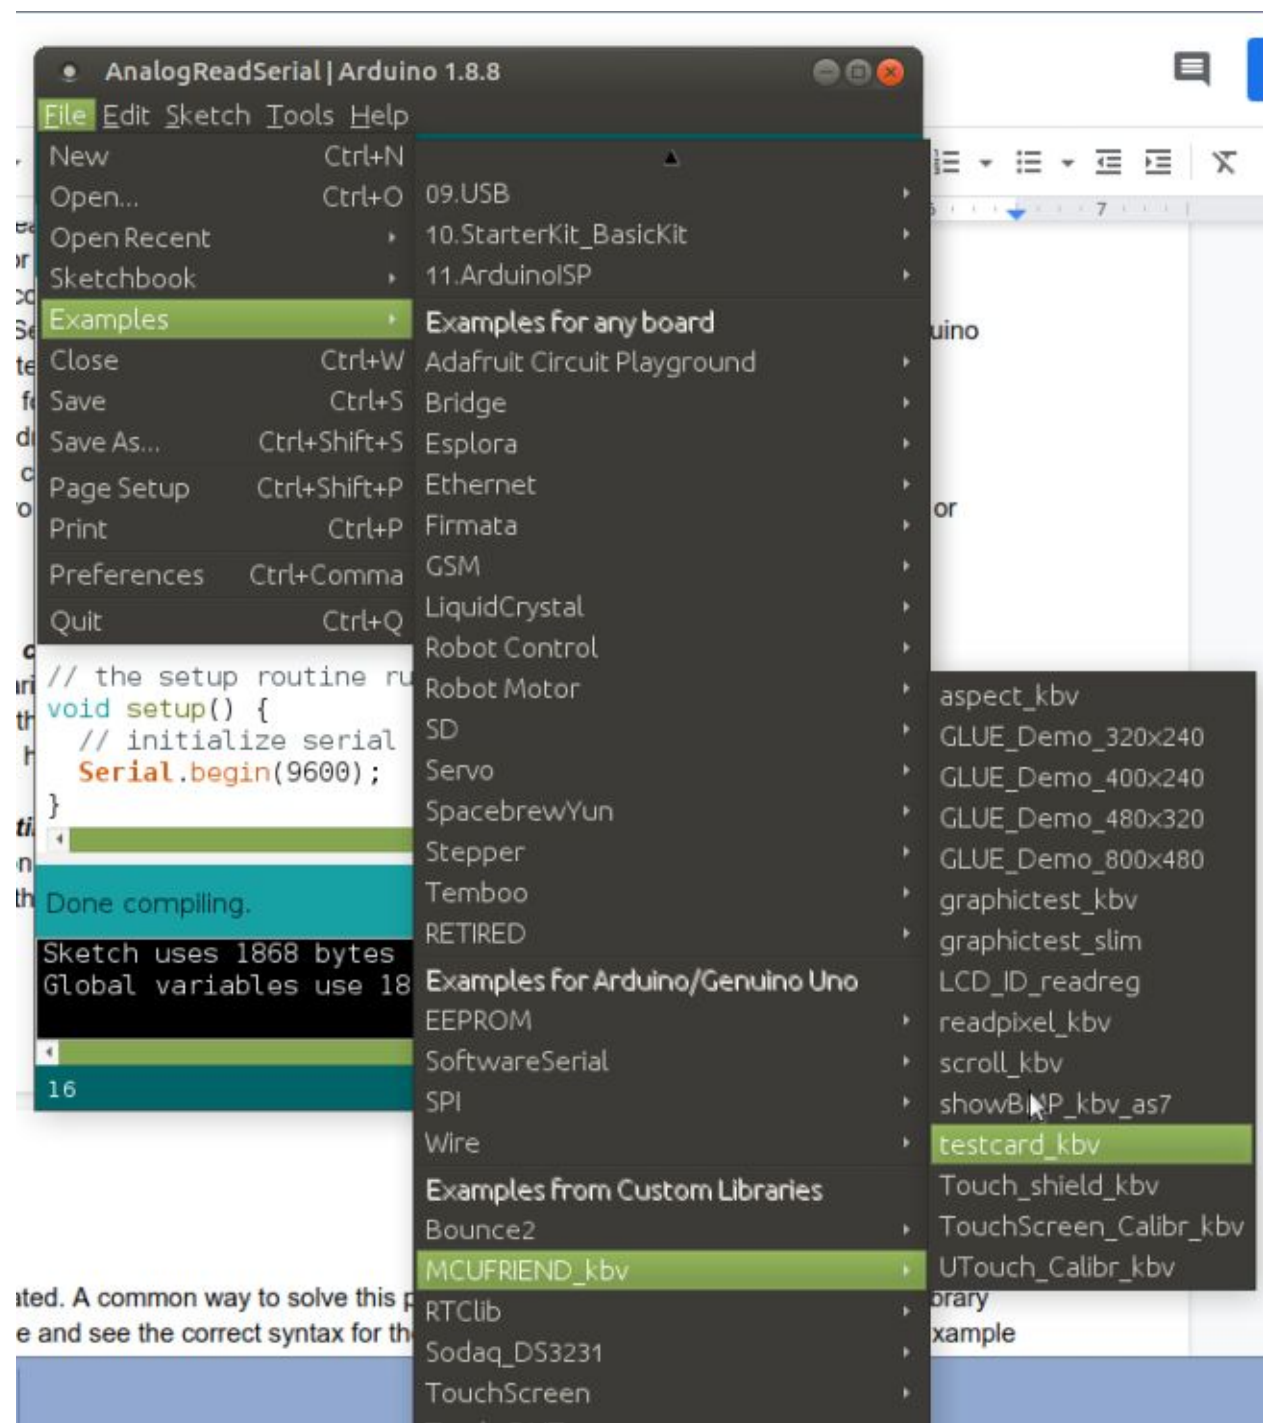 AnalogReadSerial | Arduino 1.8.8
File Edit Sketch Tools Help
New Ctrl+N
Open... Ctrl+O
Open Recent
Sketchbook
Examples
Close Ctrl+W
Save Ctrl+S
Save As... Ctrl+Shift+S
Page Setup Ctrl+Shift+P
Print Ctrl+P
Preferences Ctrl+Comma
Quit Ctrl+Q
09.USB
10.StarterKit_BasicKit
11.ArduinoISP
Examples for any board
Adafruit Circuit Playground
Bridge
Esplora
Ethernet
Firmata
GSM
LiquidCrystal
Robot Control
Robot Motor
SD
Servo
SpacebrewYun
Stepper
Temboo
RETIRED
Examples for Arduino/Genuino Uno
EEPROM
SoftwareSerial
SPI
Wire
Examples from Custom Libraries
Bounce2
MCUFRIEND_kbv
RTClib
Sodaq_DS3231
TouchScreen
aspect_kbv
GLUE_Demo_320x240
GLUE_Demo_400x240
GLUE_Demo_480x320
GLUE_Demo_800x480
graphictest_kbv
graphictest_slim
LCD_ID_readreg
readpixel_kbv
scroll_kbv
showBMP_kbv_as7
testcard_kbv
Touch_shield_kbv
TouchScreen_Calibr_kbv
UTouch_Calibr_kbv
// the setup routine ru
void setup() {
// initialize serial
Serial.begin(9600);
}
Done compiling.
Sketch uses 1868 bytes
Global variables use 18
16
7
uino
or
ated. A common way to solve this p
brary
e and see the correct syntax for th
xample